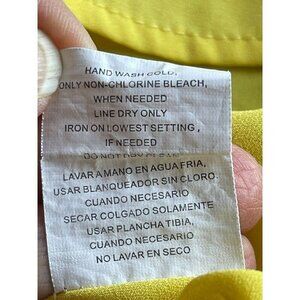 HAND WASH COLD,
ONLY NON-CHLORINE BLEACH,
WHEN NEEDED
LINE DRY ONLY
IRON ON LOWEST SETTING ,
IF NEEDED
DO NOT DRY CLEAN
LAVAR A MANO EN AGUA FRIA,
USAR BLANQUEADOR SIN CLORO.
CUANDO NECESARIO
SECAR COLGADO SOLAMENTE
USAR PLANCHA TIBIA,
CUANDO NECESARIO
NO LAVAR EN SECO